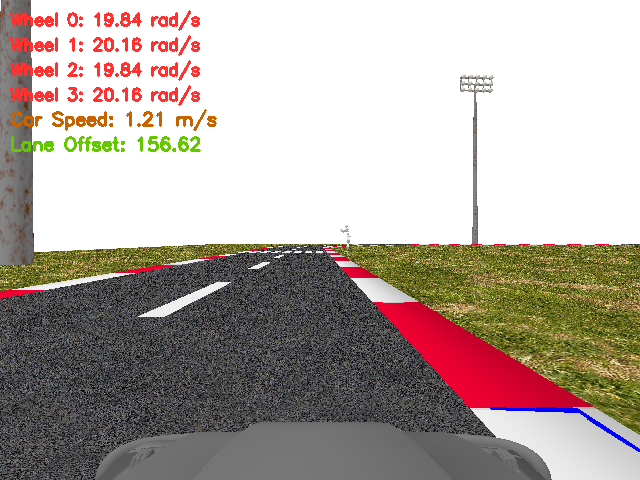 Wheel 0: 19.84 rad/s
Wheel 1: 20.16 rad/s
Wheel 2: 19.84 rad/s
Wheel 3: 20.16 rad/s
Car Speed: 1.21 m/s
Lane Offset: 156.62